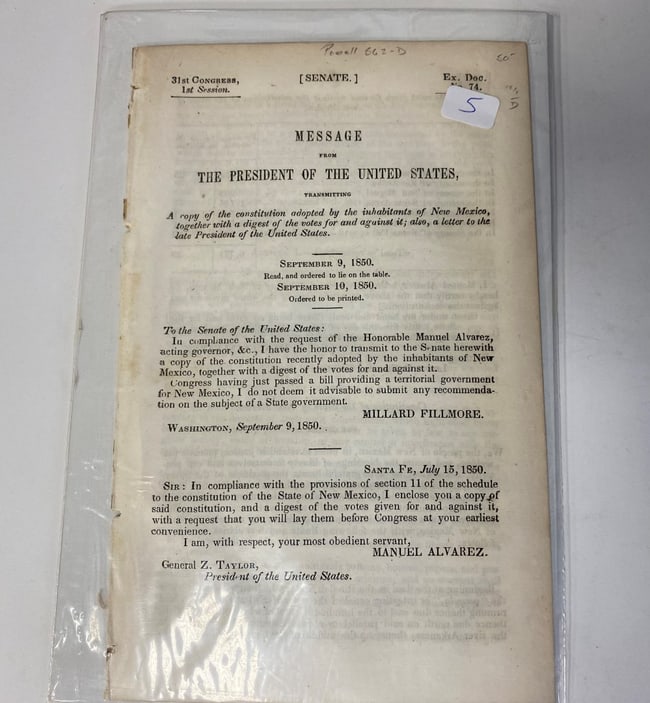 Powell 562-D
31st Congress, [SENATE.] Ex. Doc.
1st Session. No. 74.
5
MESSAGE
FROM
THE PRESIDENT OF THE UNITED STATES,
TRANSMITTING
A copy of the constitution adopted by the inhabitants of New Mexico,
together with a digest of the votes for and against it; also, a letter to the
late President of the United States.
September 9, 1850.
Read, and ordered to lie on the table.
September 10, 1850.
Ordered to be printed.
To the Senate of the United States:
In compliance with the request of the Honorable Manuel Alvarez,
acting governor, &c., I have the honor to transmit to the S-nate herewith
a copy of the constitution recently adopted by the inhabitants of New
Mexico, together with a digest of the votes for and against it.
Congress having just passed a bill providing a territorial government
for New Mexico, I do not deem it advisable to submit any recommenda-
tion on the subject of a State government.
MILLARD FILLMORE.
Washington, September 9, 1850.
Santa Fe, July 15, 1850.
Sir: In compliance with the provisions of section 11 of the schedule
to the constitution of the State of New Mexico, I enclose you a copy of
said constitution, and a digest of the votes given for and against it,
with a request that you will lay them before Congress at your earliest
convenience.
I am, with respect, your most obedient servant,
MANUEL ALVAREZ.
General Z. Taylor,
President of the United States.